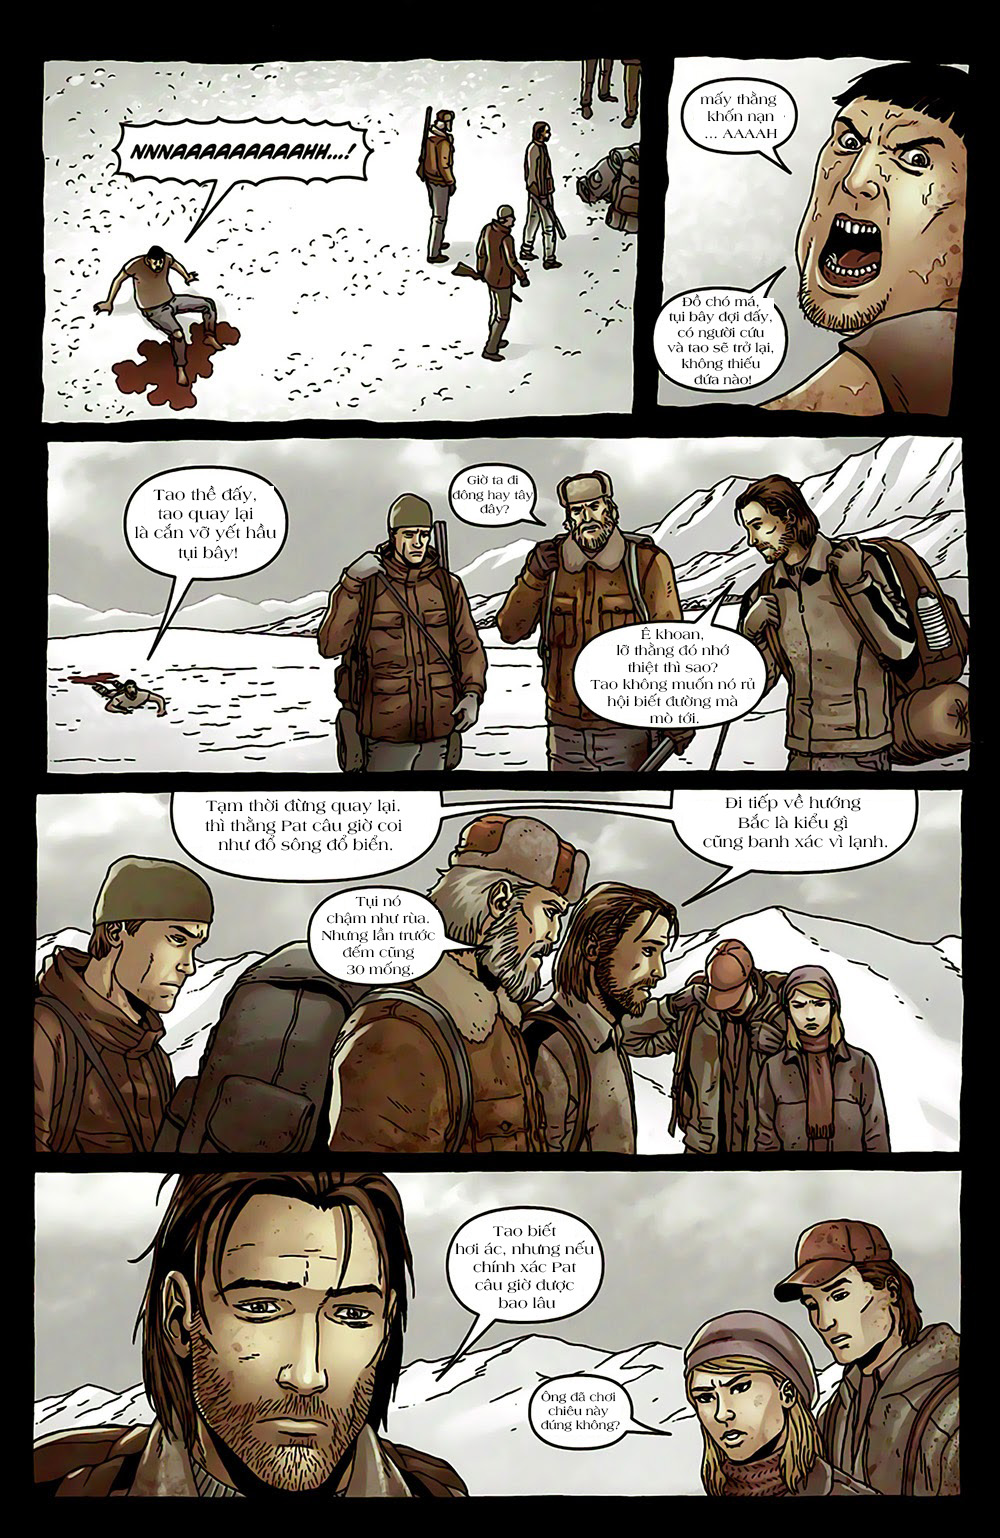 NNNAAAAAAAAAAHH...!
mấy thằng
khốn nạn
... AAAAH
Đồ chó má,
tụi bây đợi đấy,
có người cứu
và tao sẽ trở lại,
không thiếu
đứa nào!
Tao thề đấy,
tao quay lại
là cắn vỡ yết hầu
tụi bây!
Giờ ta đi
đông hay tây
đây?
Ê khoan,
lỡ thằng đó nhớ
thiệt thì sao?
Tao không muốn nó rủ
hội biết đường mà
mò tới.
Tạm thời đừng quay lại.
thì thằng Pat câu giờ coi
như đổ sông đổ biển.
Đi tiếp về hướng
Bắc là kiểu gì
cũng banh xác vì lạnh.
Tụi nó
chậm như rùa.
Nhưng lần trước
đếm cũng
30 mống.
Tao biết
hơi ác, nhưng nếu
chính xác Pat
câu giờ được
bao lâu
Ông đã chơi
chiêu này
đúng không?